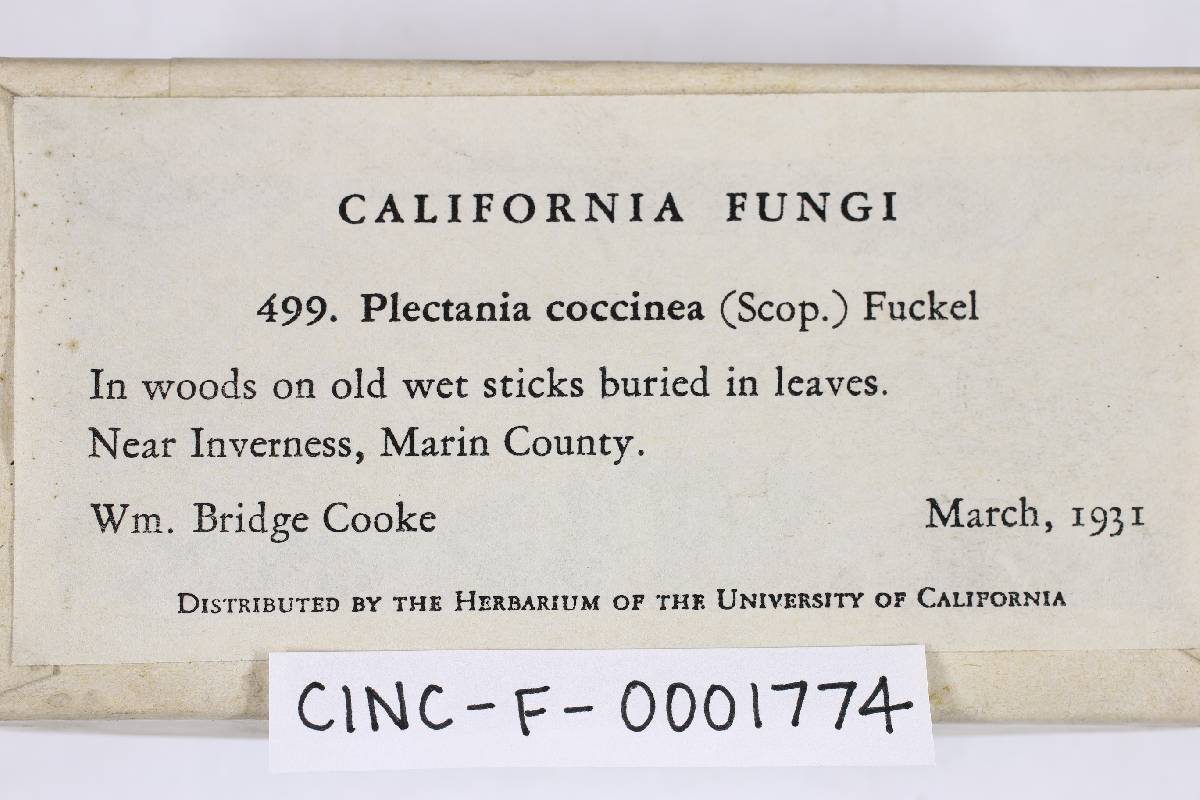 CALIFORNIA FUNGI
499. Plectania coccinea (Scop.) Fuckel
In woods on old wet sticks buried in leaves.
Near Inverness, Marin County.
Wm. Bridge Cooke March, 1931
DISTRIBUTED BY THE HERBARIUM OF THE UNIVERSITY OF CALIFORNIA
CINC-F-0001774